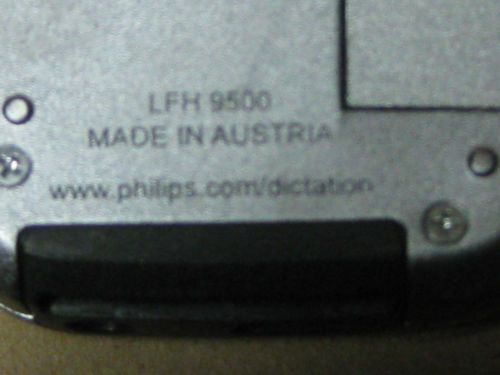 LFH 9500
MADE IN AUSTRIA
www.philips.com/dictation